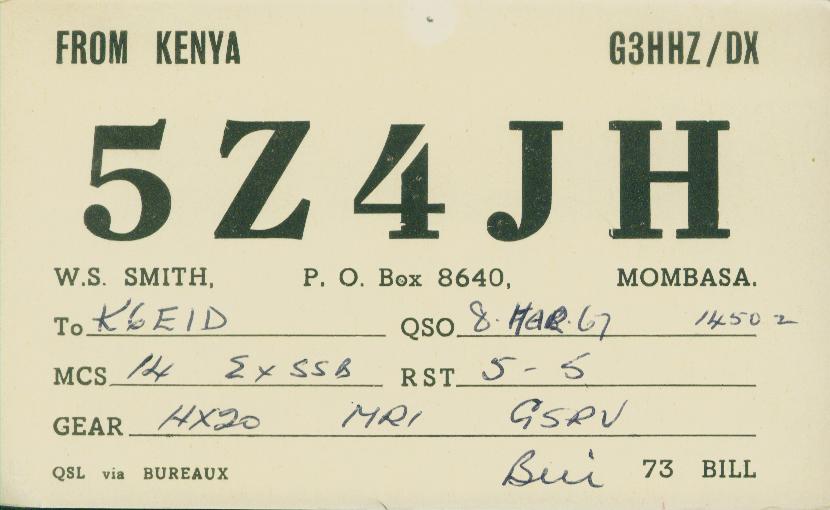 FROM KENYA G3HHZ/DX
5Z4JH
W.S. SMITH, P. O. Box 8640, MOMBASA.
To K6EID QSO 8. MAR. 67 1450 z
MCS 14 2x SSB RST 5 - 5
GEAR HX20 MR1 G5RV
QSL via BUREAUX Bill 73 BILL